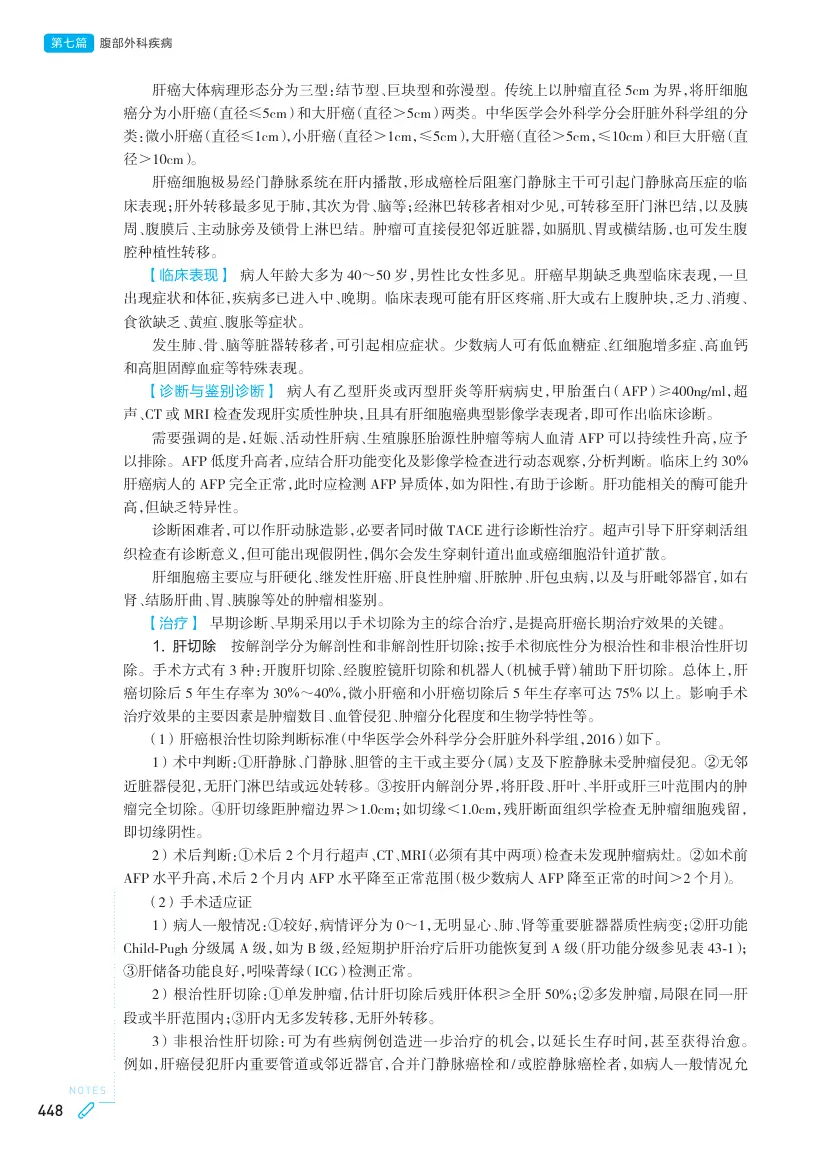 第七篇 腹部外科疾病
肝癌大体病理形态分为三型:结节型、巨块型和弥漫型。传统上以肿瘤直径 5cm 为界,将肝细胞
癌分为小肝癌(直径≤5cm)和大肝癌(直径＞5cm)两类。中华医学会外科学分会肝脏外科学组的分
类:微小肝癌(直径≤1cm),小肝癌(直径＞1cm,≤5cm),大肝癌(直径＞5cm,≤10cm)和巨大肝癌(直
径＞10cm)。
肝癌细胞极易经门静脉系统在肝内播散,形成癌栓后阻塞门静脉主干可引起门静脉高压症的临
床表现;肝外转移最多见于肺,其次为骨、脑等;经淋巴转移者相对少见,可转移至肝门淋巴结,以及胰
周、腹膜后、主动脉旁及锁骨上淋巴结。肿瘤可直接侵犯邻近脏器,如膈肌、胃或横结肠,也可发生腹
腔种植性转移。
【临床表现】 病人年龄大多为 40～50 岁,男性比女性多见。肝癌早期缺乏典型临床表现,一旦
出现症状和体征,疾病多已进入中、晚期。临床表现可能有肝区疼痛、肝大或右上腹肿块,乏力、消瘦、
食欲缺乏、黄疸、腹胀等症状。
发生肺、骨、脑等脏器转移者,可引起相应症状。少数病人可有低血糖症、红细胞增多症、高血钙
和高胆固醇血症等特殊表现。
【诊断与鉴别诊断】 病人有乙型肝炎或丙型肝炎等肝病病史,甲胎蛋白(AFP)≥400ng/ml,超
声、CT 或 MRI 检查发现肝实质性肿块,且具有肝细胞癌典型影像学表现者,即可作出临床诊断。
需要强调的是,妊娠、活动性肝病、生殖腺胚胎源性肿瘤等病人血清 AFP 可以持续性升高,应予
以排除。AFP 低度升高者,应结合肝功能变化及影像学检查进行动态观察,分析判断。临床上约 30%
肝癌病人的 AFP 完全正常,此时应检测 AFP 异质体,如为阳性,有助于诊断。肝功能相关的酶可能升
高,但缺乏特异性。
诊断困难者,可以作肝动脉造影,必要者同时做 TACE 进行诊断性治疗。超声引导下肝穿刺活组
织检查有诊断意义,但可能出现假阴性,偶尔会发生穿刺针道出血或癌细胞沿针道扩散。
肝细胞癌主要应与肝硬化、继发性肝癌、肝良性肿瘤、肝脓肿、肝包虫病,以及与肝毗邻器官,如右
肾、结肠肝曲、胃、胰腺等处的肿瘤相鉴别。
【治疗】 早期诊断、早期采用以手术切除为主的综合治疗,是提高肝癌长期治疗效果的关键。
1. 肝切除 按解剖学分为解剖性和非解剖性肝切除;按手术彻底性分为根治性和非根治性肝切
除。手术方式有 3 种:开腹肝切除、经腹腔镜肝切除和机器人(机械手臂)辅助下肝切除。总体上,肝
癌切除后 5 年生存率为 30%～40%,微小肝癌和小肝癌切除后 5 年生存率可达 75% 以上。影响手术
治疗效果的主要因素是肿瘤数目、血管侵犯、肿瘤分化程度和生物学特性等。
(1)肝癌根治性切除判断标准(中华医学会外科学分会肝脏外科学组,2016)如下。
1)术中判断:①肝静脉、门静脉、胆管的主干或主要分(属)支及下腔静脉未受肿瘤侵犯。②无邻
近脏器侵犯,无肝门淋巴结或远处转移。③按肝内解剖分界,将肝段、肝叶、半肝或肝三叶范围内的肿
瘤完全切除。④肝切缘距肿瘤边界＞1.0cm;如切缘＜1.0cm,残肝断面组织学检查无肿瘤细胞残留,
即切缘阴性。
2)术后判断:①术后 2 个月行超声、CT、MRI(必须有其中两项)检查未发现肿瘤病灶。②如术前
AFP 水平升高,术后 2 个月内 AFP 水平降至正常范围(极少数病人 AFP 降至正常的时间＞2 个月)。
(2)手术适应证
1)病人一般情况:①较好,病情评分为 0～1,无明显心、肺、肾等重要脏器器质性病变;②肝功能
Child-Pugh 分级属 A 级,如为 B 级,经短期护肝治疗后肝功能恢复到 A 级(肝功能分级参见表 43-1);
③肝储备功能良好,吲哚菁绿(ICG)检测正常。
2)根治性肝切除:①单发肿瘤,估计肝切除后残肝体积≥全肝 50%;②多发肿瘤,局限在同一肝
段或半肝范围内;③肝内无多发转移,无肝外转移。
3)非根治性肝切除:可为有些病例创造进一步治疗的机会,以延长生存时间,甚至获得治愈。
例如,肝癌侵犯肝内重要管道或邻近器官,合并门静脉癌栓和/或腔静脉癌栓者,如病人一般情况允
NOTES
448